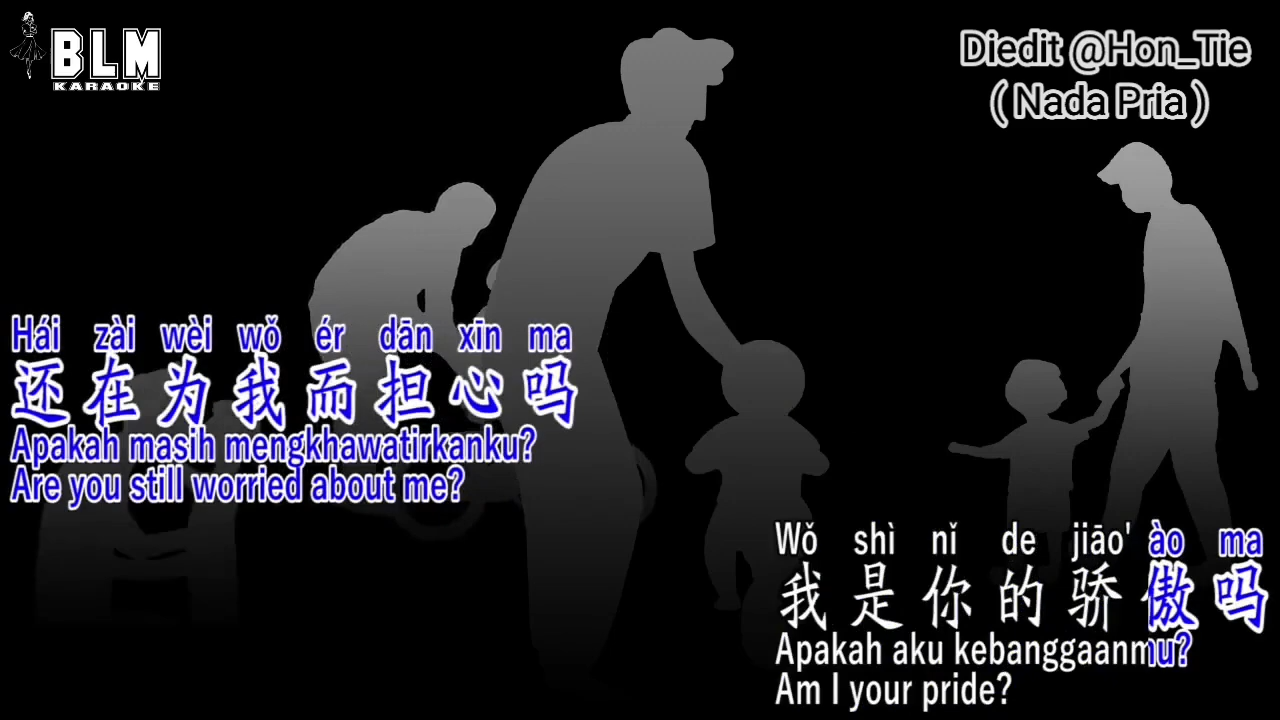 BLM
KARAOKE
Diedit @Hon_Tie
( Nada Pria )
Hái zài wèi wǒ ér dān xīn ma
还在为我而担心吗
Apakah masih mengkhawatirkanku?
Are you still worried about me?
Wǒ shì nǐ de jiāo' ào ma
我是你的骄傲吗
Apakah aku kebanggaanmu?
Am I your pride?